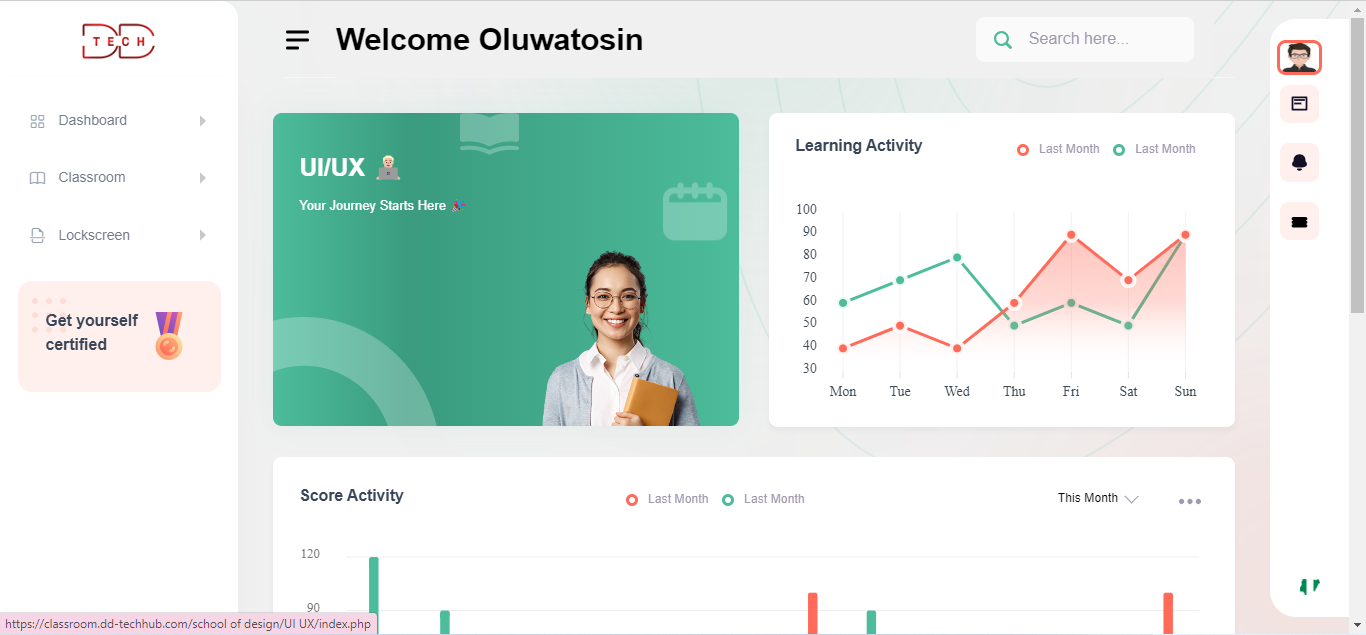 DD TECH
Dashboard
Classroom
Lockscreen
Get yourself
certified
Welcome Oluwatosin
Search here...
UI/UX
Your Journey Starts Here
Learning Activity
Last Month
Last Month
100
90
80
70
60
50
40
30
Mon Tue Wed Thu Fri Sat Sun
Score Activity
Last Month
Last Month
This Month
120
90
https://classroom.dd-techhub.com/school of design/UI UX/index.php